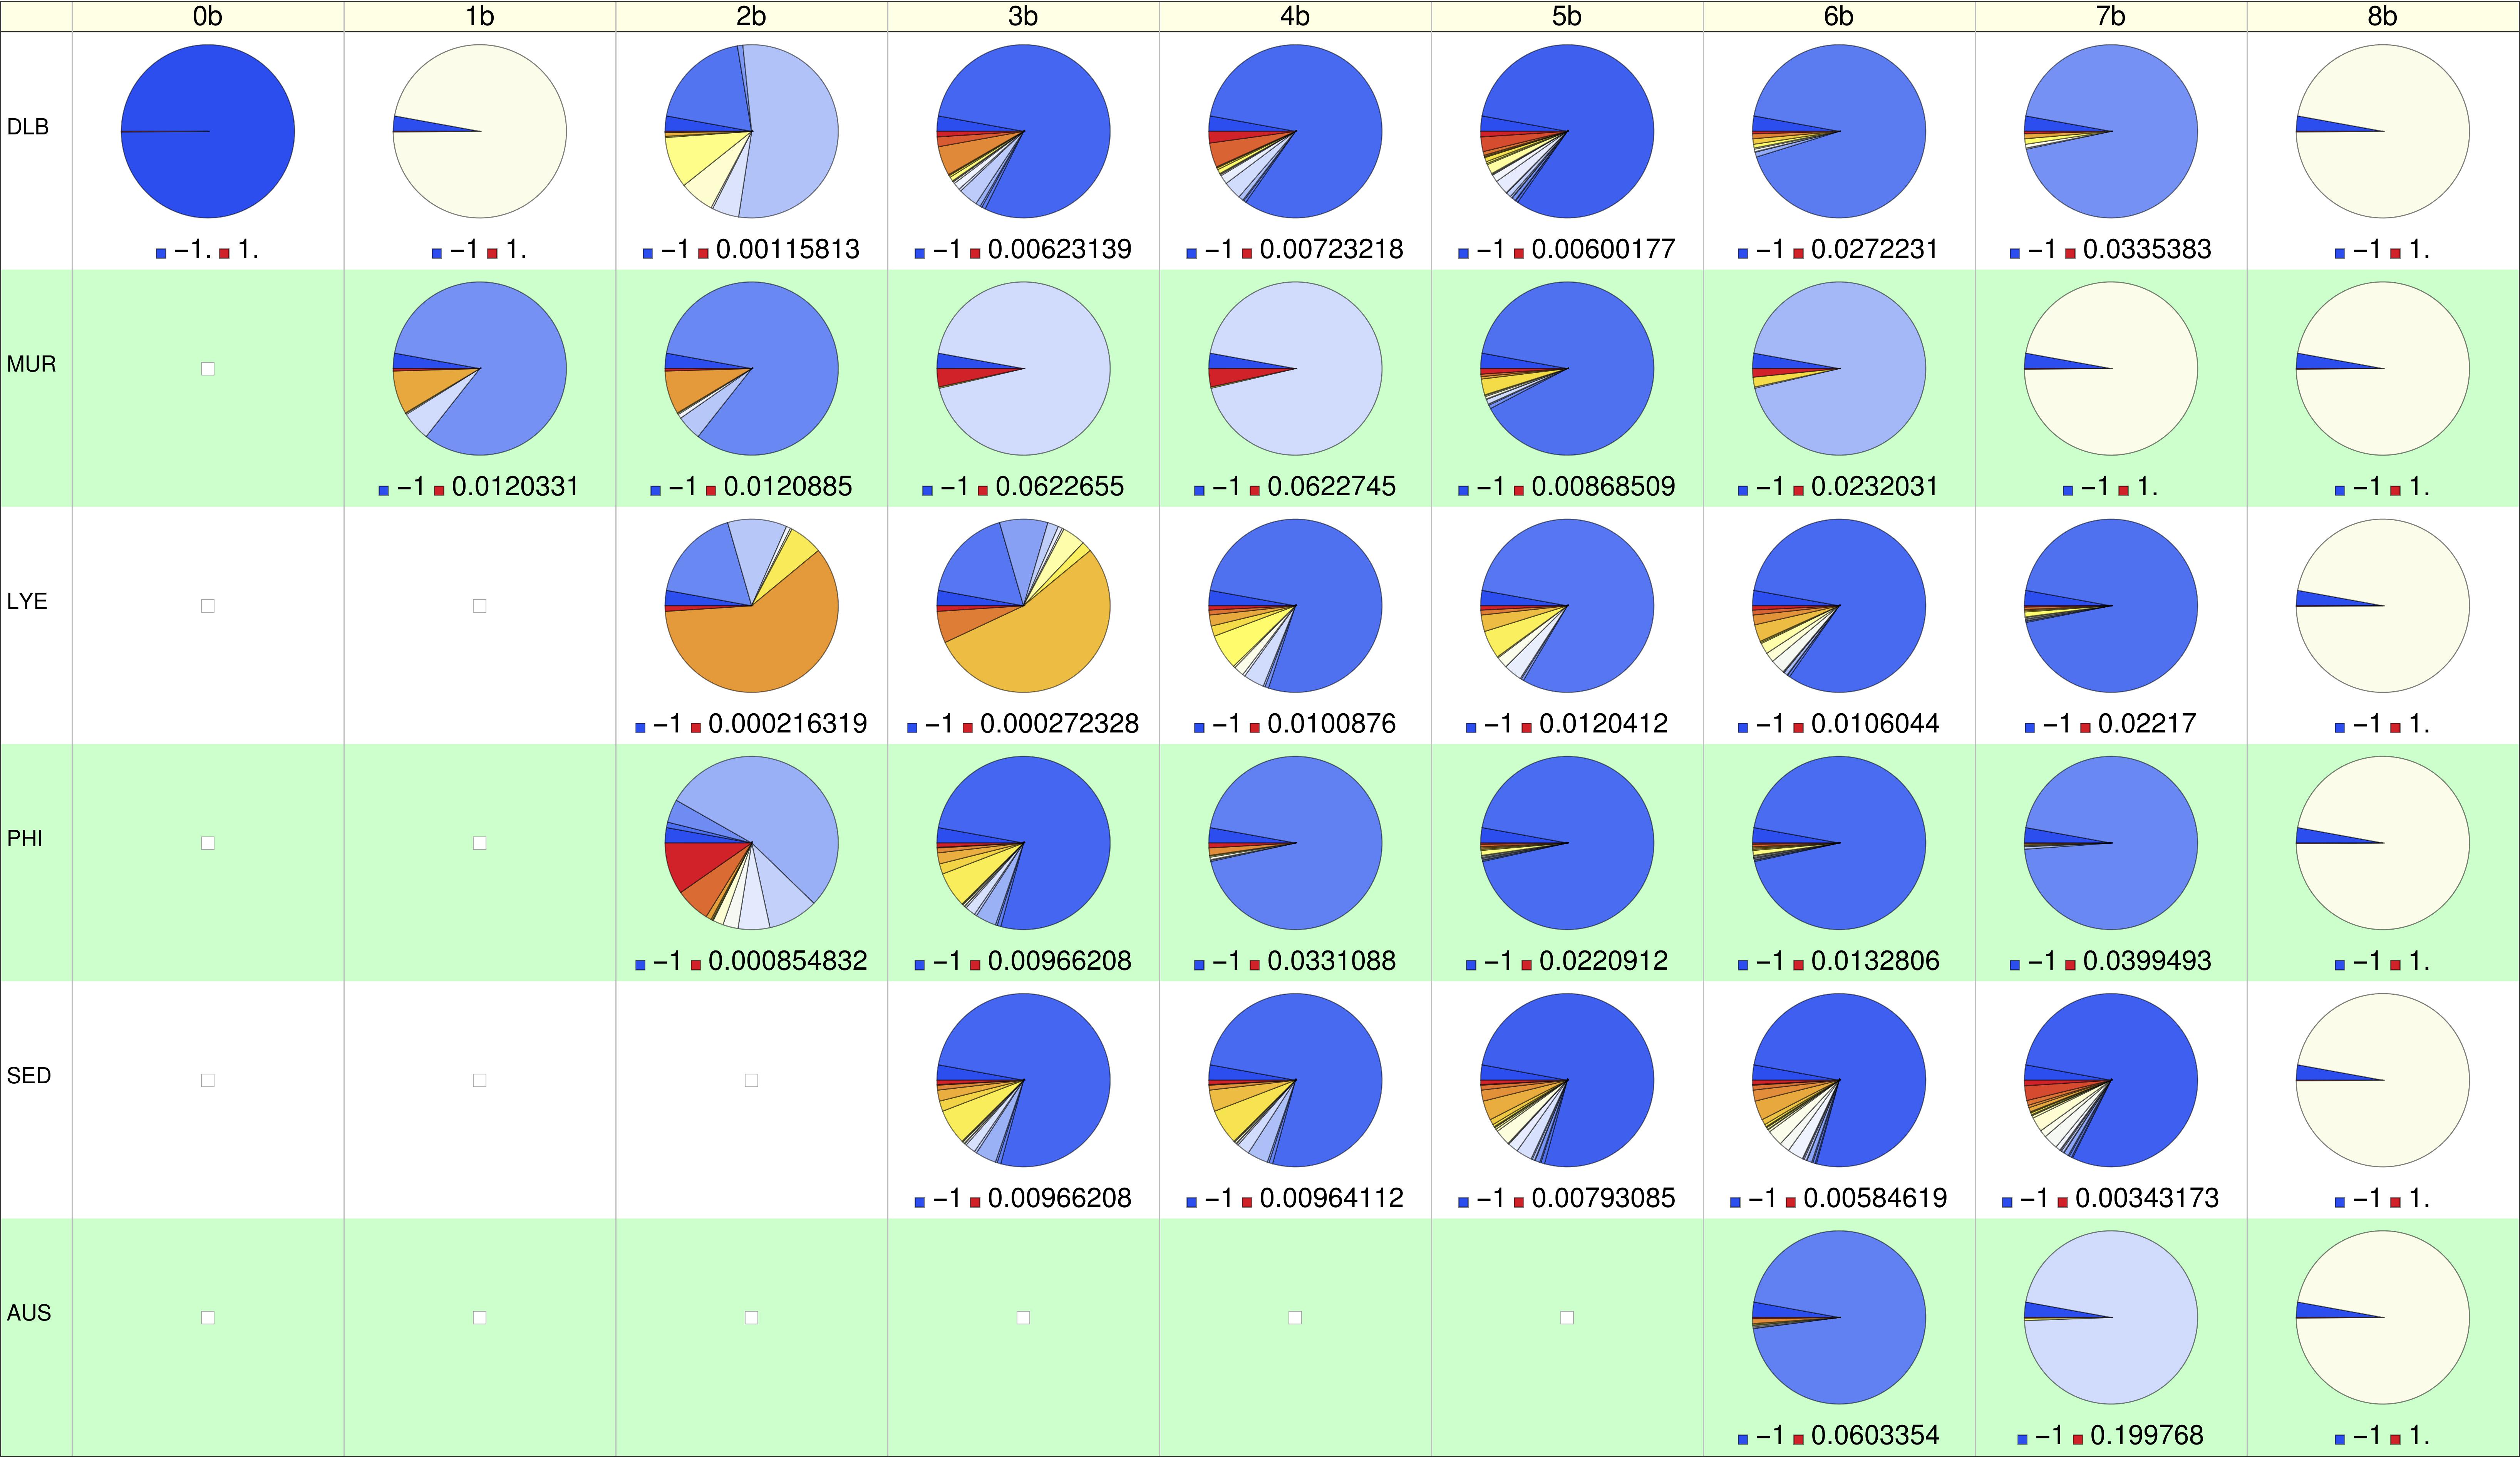 0b 1b 2b 3b 4b 5b 6b 7b 8b
DLB
−1. 1. −1 1. −1 0.00115813 −1 0.00623139 −1 0.00723218 −1 0.00600177 −1 0.0272231 −1 0.0335383 −1 1.
MUR
−1 0.0120331 −1 0.0120885 −1 0.0622655 −1 0.0622745 −1 0.00868509 −1 0.0232031 −1 1. −1 1.
LYE
−1 0.000216319 −1 0.000272328 −1 0.0100876 −1 0.0120412 −1 0.0106044 −1 0.02217 −1 1.
PHI
−1 0.000854832 −1 0.00966208 −1 0.0331088 −1 0.0220912 −1 0.0132806 −1 0.0399493 −1 1.
SED
−1 0.00966208 −1 0.00964112 −1 0.00793085 −1 0.00584619 −1 0.00343173 −1 1.
AUS
−1 0.0603354 −1 0.199768 −1 1.